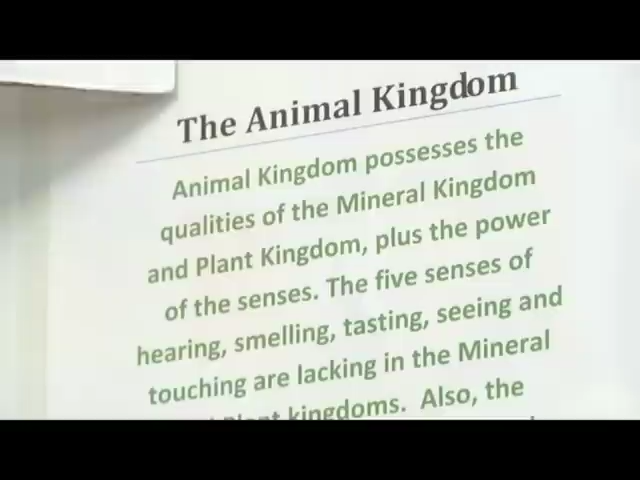 The Animal Kingdom
Animal Kingdom possesses the
qualities of the Mineral Kingdom
and Plant Kingdom, plus the power
of the senses. The five senses of
hearing, smelling, tasting, seeing and
touching are lacking in the Mineral
Plant kingdoms. Also, the